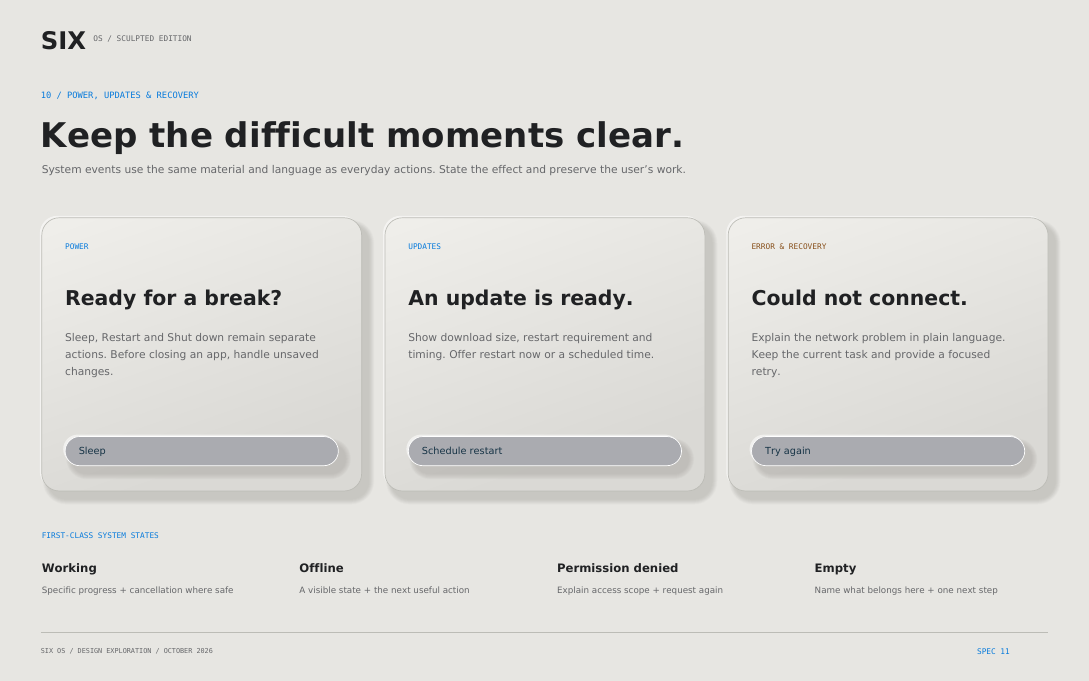 SIX OS / SCULPTED EDITION
10 / POWER, UPDATES & RECOVERY
Keep the difficult moments clear.
System events use the same material and language as everyday actions. State the effect and preserve the user’s work.
POWER
Ready for a break?
Sleep, Restart and Shut down remain separate
actions. Before closing an app, handle unsaved
changes.
Sleep
UPDATES
An update is ready.
Show download size, restart requirement and
timing. Offer restart now or a scheduled time.
Schedule restart
ERROR & RECOVERY
Could not connect.
Explain the network problem in plain language.
Keep the current task and provide a focused
retry.
Try again
FIRST-CLASS SYSTEM STATES
Working
Specific progress + cancellation where safe
Offline
A visible state + the next useful action
Permission denied
Explain access scope + request again
Empty
Name what belongs here + one next step
SIX OS / DESIGN EXPLORATION / OCTOBER 2026
SPEC 11